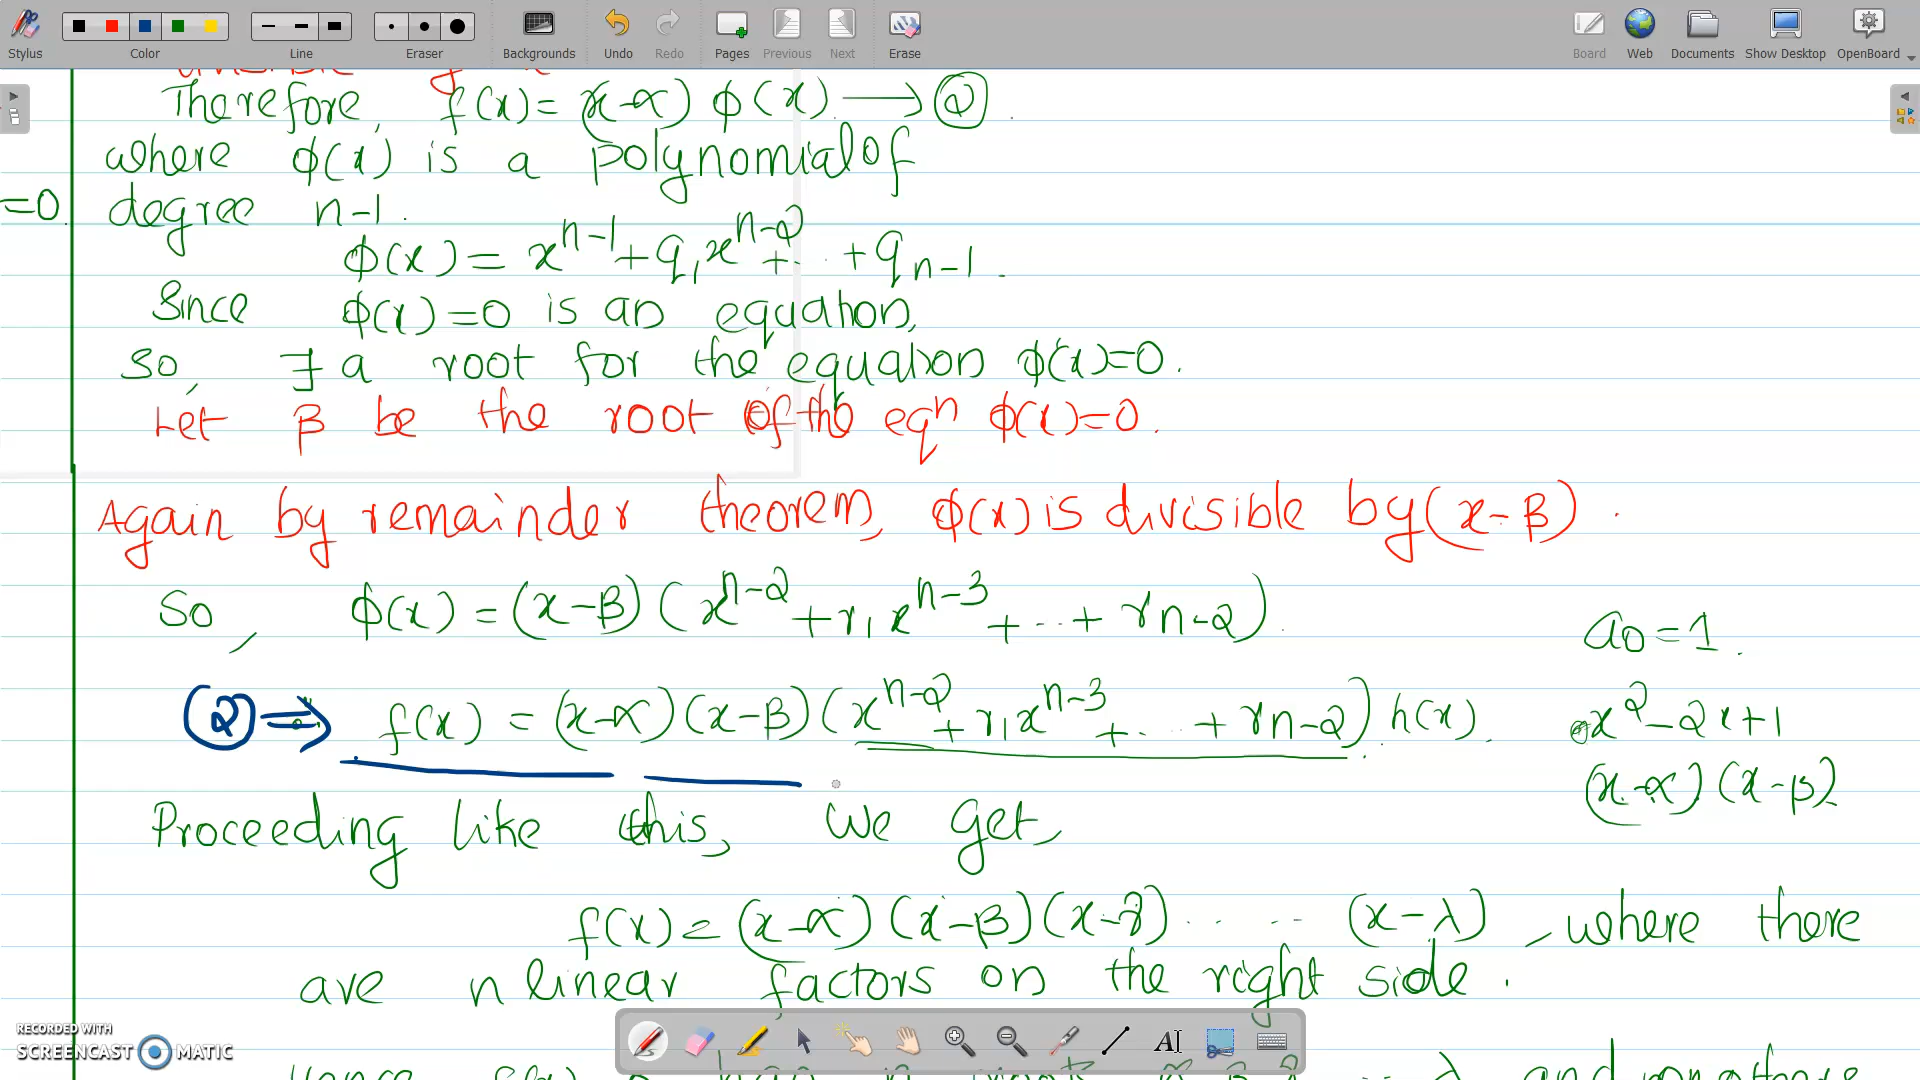 Stylus Color Line Eraser Backgrounds Undo Redo Pages Previous Next Erase Board Web Documents Show Desktop OpenBoard
Therefore, f(x) = (x-α) ϕ(x) → ②.
where ϕ(x) is a polynomial of
=0 degree n-1.
ϕ(x) = x^{n-1} + q₁x^{n-2} + .. + q_{n-1}.
Since ϕ(x)=0 is an equation,
So, ∃ a root for the equation ϕ(x)=0.
Let β be the root of the eqn ϕ(x)=0.
Again by remainder theorem, ϕ(x) is divisible by (x-β).
So, ϕ(x) = (x-β)(x^{n-2} + r₁x^{n-3} + ... + r_{n-2}).
a₀ = 1.
② ⇒ f(x) = (x-α)(x-β)(x^{n-2} + r₁x^{n-3} + ... + r_{n-2}). h(x).
x²-2x+1
(x-α)(x-β)
Proceeding like this, we get,
f(x) = (x-α)(x-β)(x-γ)..... (x-λ), where there
are n linear factors on the right side.
RECORDED WITH
SCREENCAST MATIC